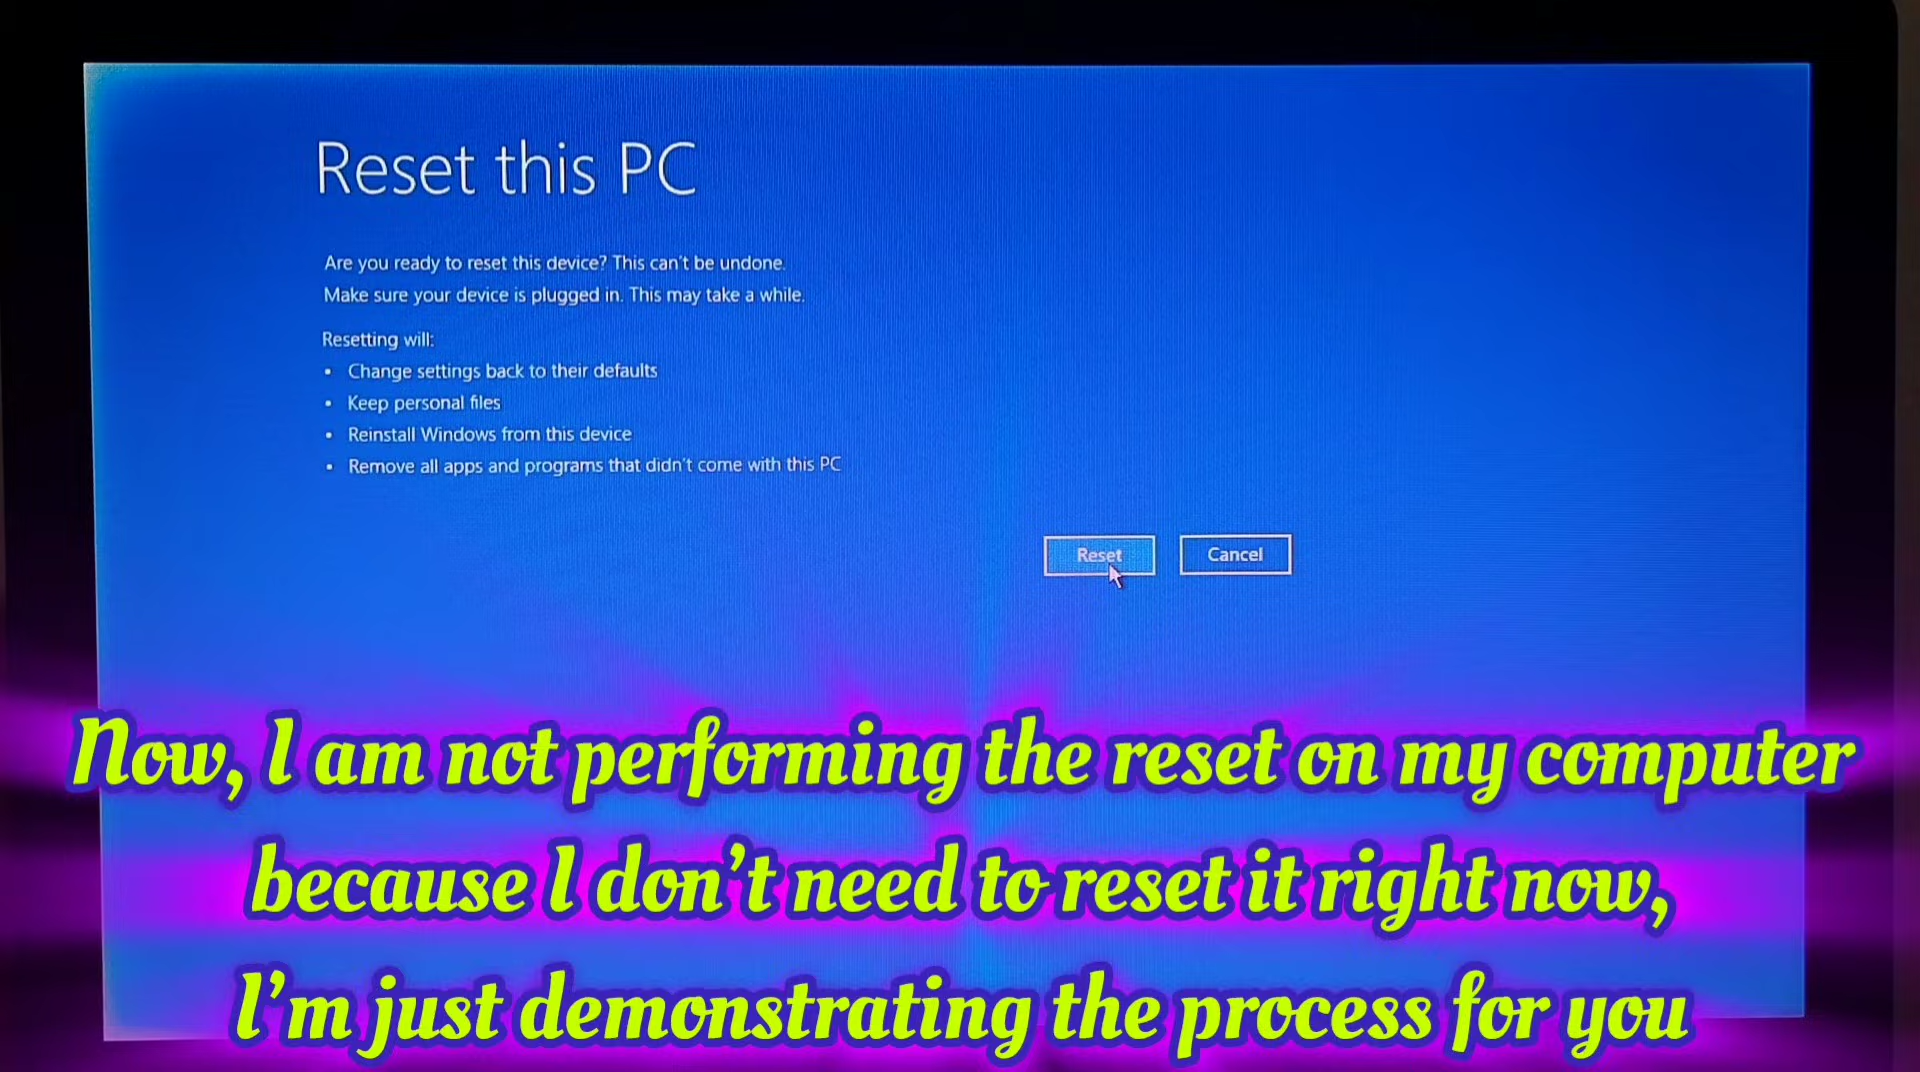 Reset this PC
Are you ready to reset this device? This can't be undone.
Make sure your device is plugged in. This may take a while.
Resetting will:
• Change settings back to their defaults
• Keep personal files
• Reinstall Windows from this device
• Remove all apps and programs that didn't come with this PC
Reset Cancel
Now, I am not performing the reset on my computer
because I don't need to reset it right now,
I'm just demonstrating the process for you